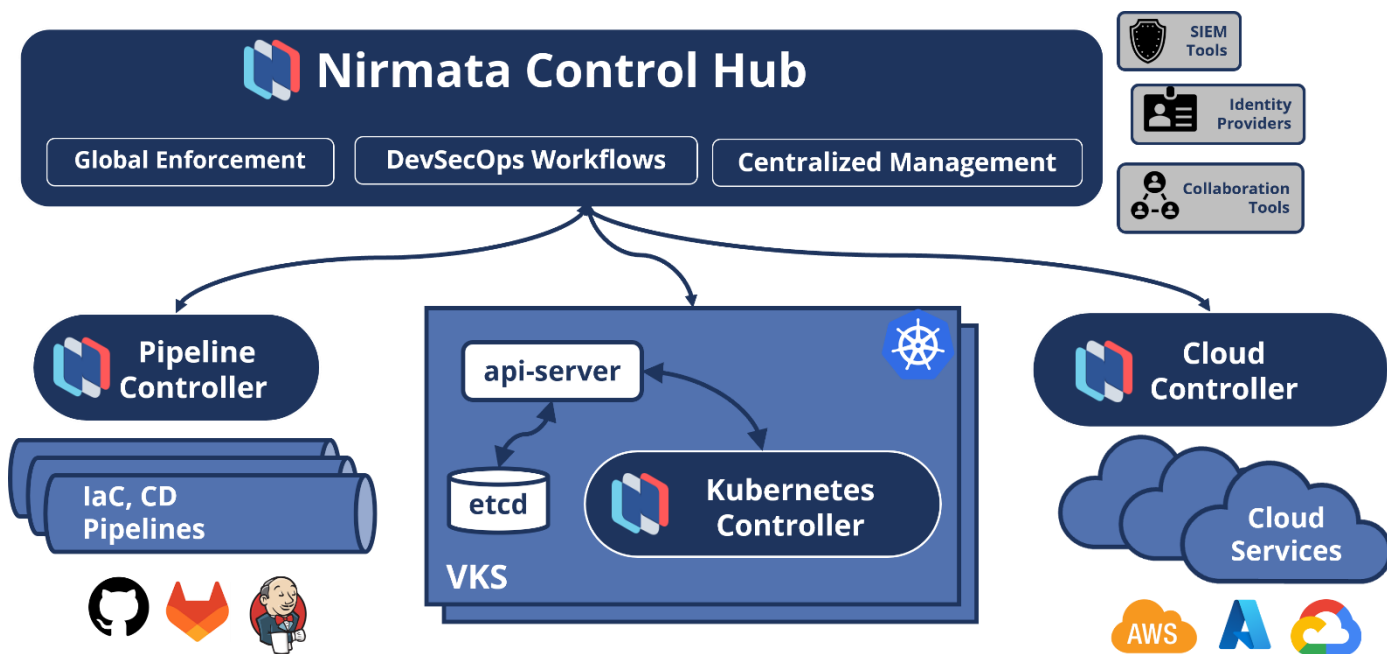 Nirmata Control Hub
Global Enforcement
DevSecOps Workflows
Centralized Management
SIEM
Tools
Identity
Providers
Collaboration
Tools
Pipeline
Controller
IaC, CD
Pipelines
api-server
etcd
Kubernetes
Controller
VKS
Cloud
Controller
Cloud
Services
AWS